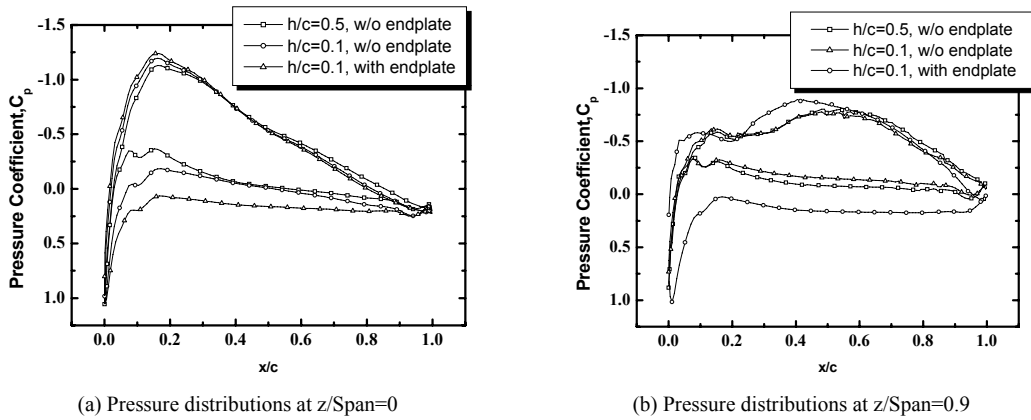 -1.5
-1.0
-0.5
0.0
0.5
1.0
Pressure Coefficient,Cp
h/c=0.5, w/o endplate
h/c=0.1, w/o endplate
h/c=0.1, with endplate
0.0 0.2 0.4 0.6 0.8 1.0
x/c
(a) Pressure distributions at z/Span=0
-1.5
-1.0
-0.5
0.0
0.5
1.0
Pressure Coefficient,Cp
h/c=0.5, w/o endplate
h/c=0.1, w/o endplate
h/c=0.1, with endplate
0.0 0.2 0.4 0.6 0.8 1.0
x/c
(b) Pressure distributions at z/Span=0.9